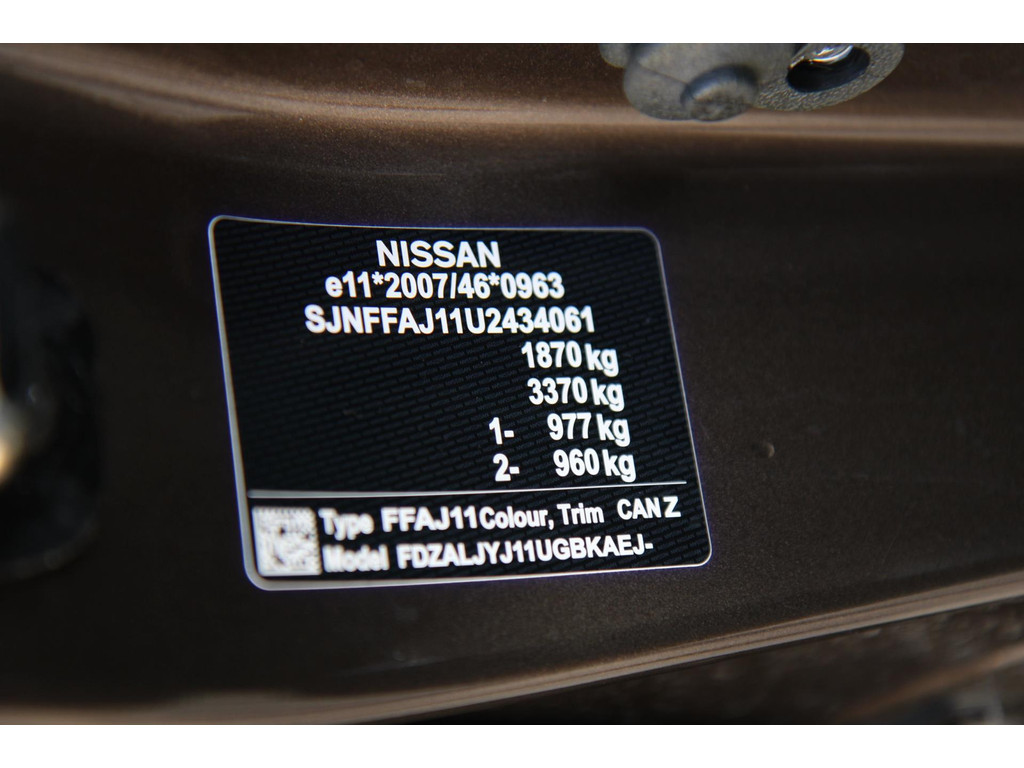 NISSAN
e11*2007/46*0963
SJNFFAJ11U2434061
1870 kg
3370 kg
1- 977 kg
2- 960 kg
Type FFAJ11 Colour, Trim CAN Z
Model FDZALJYJ11UGBKAEJ-